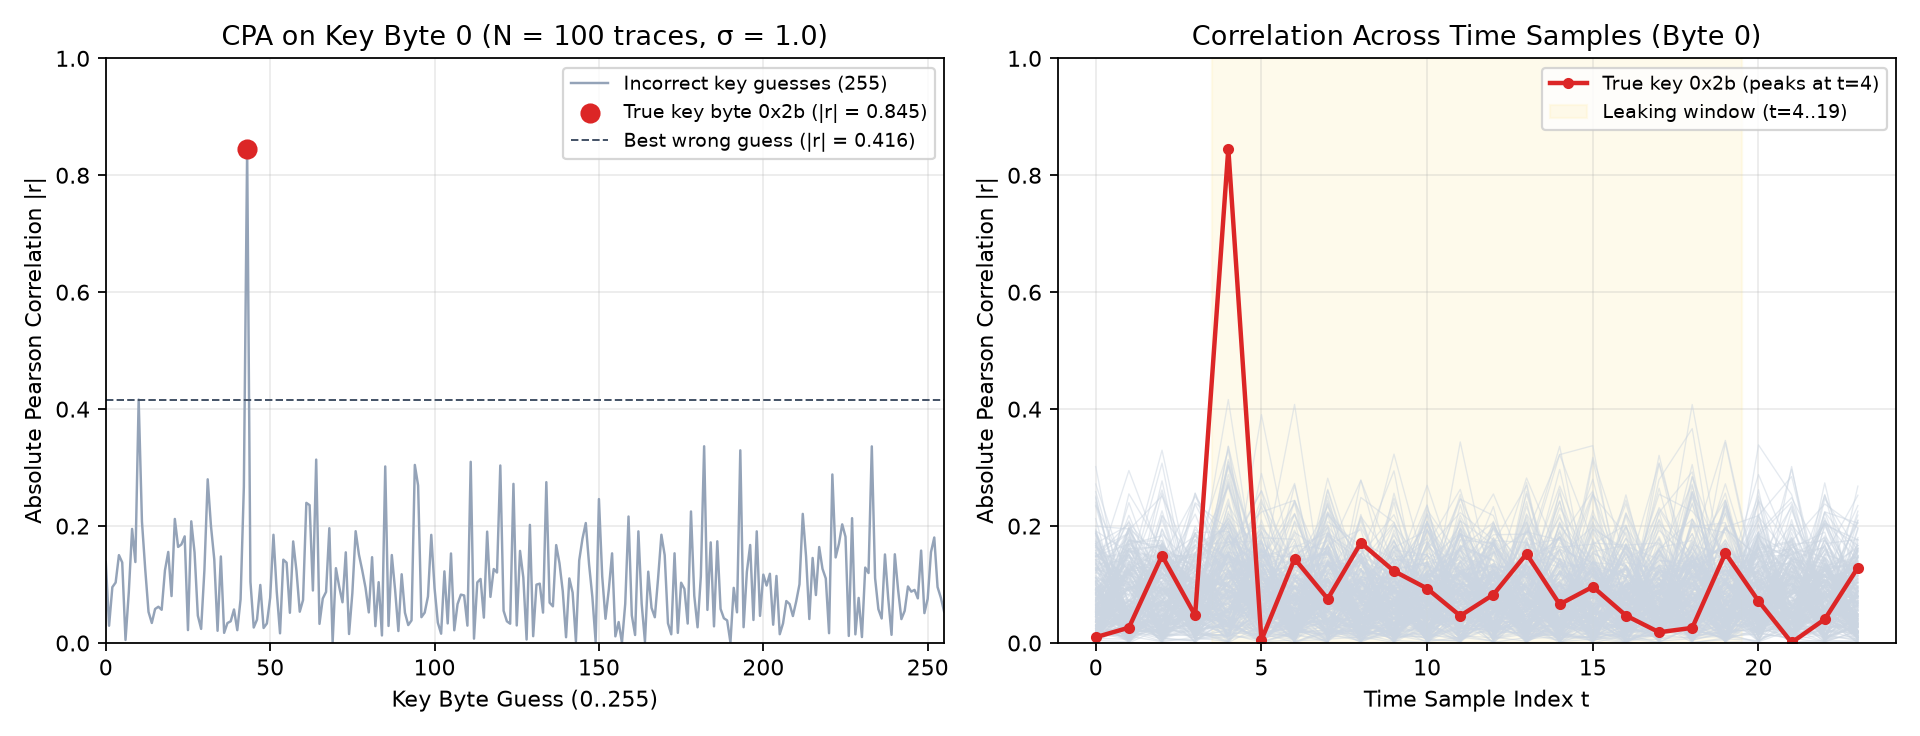 CPA on Key Byte 0 (N = 100 traces, σ = 1.0)
Absolute Pearson Correlation |r|
1.0
0.8
0.6
0.4
0.2
0.0
Incorrect key guesses (255)
True key byte 0x2b (|r| = 0.845)
Best wrong guess (|r| = 0.416)
0 50 100 150 200 250
Key Byte Guess (0..255)
Correlation Across Time Samples (Byte 0)
Absolute Pearson Correlation |r|
1.0
0.8
0.6
0.4
0.2
0.0
True key 0x2b (peaks at t=4)
Leaking window (t=4..19)
0 5 10 15 20
Time Sample Index t